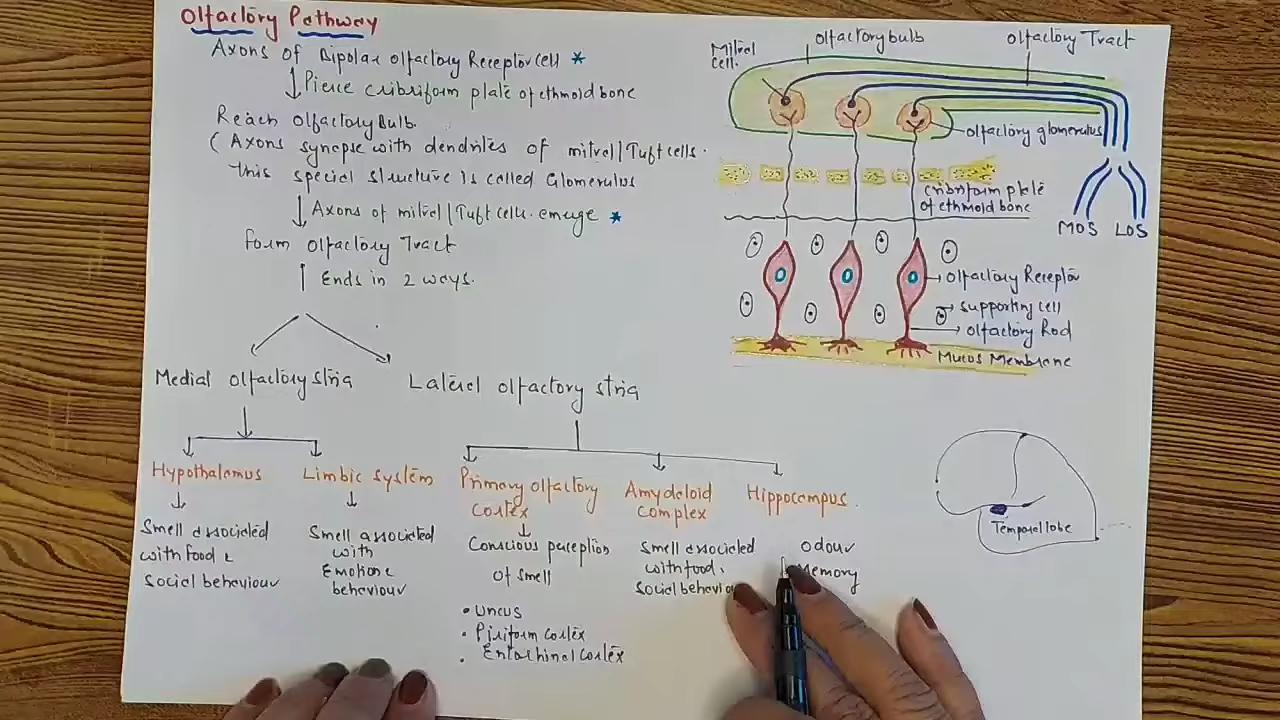 Olfactory Pathway
Axons of Bipolar olfactory Receptor cell *
Pierce cribriform plate of ethmoid bone
Reach Olfactory Bulb.
( Axons synapse with dendrites of mitral/Tuft cells.
This special structure is called Glomerulus
Axons of mitral/Tuft cells. emerge *
form olfactory Tract
Ends in 2 ways.
Medial olfactory stria
Lateral olfactory stria
Hypothalamus
Smell associated
with food &
Social behaviour
Limbic system
Smell associated
with
Emotion &
behaviour
Primary olfactory
Cortex
Conscious perception
of smell
• Uncus
• Piriform cortex
• Entorhinal cortex
Amydeloid
complex
Smell associated
with food,
Social behavio
Hippocampus.
Odour
Memory
Mitral
cell.
olfactory bulb
olfactory Tract
olfactory glomerulus
cribriform plate
of ethmoid bone
MOS LOS
olfactory Receptor
supporting cell
olfactory Rod
Mucos Membrane
Temporal lobe